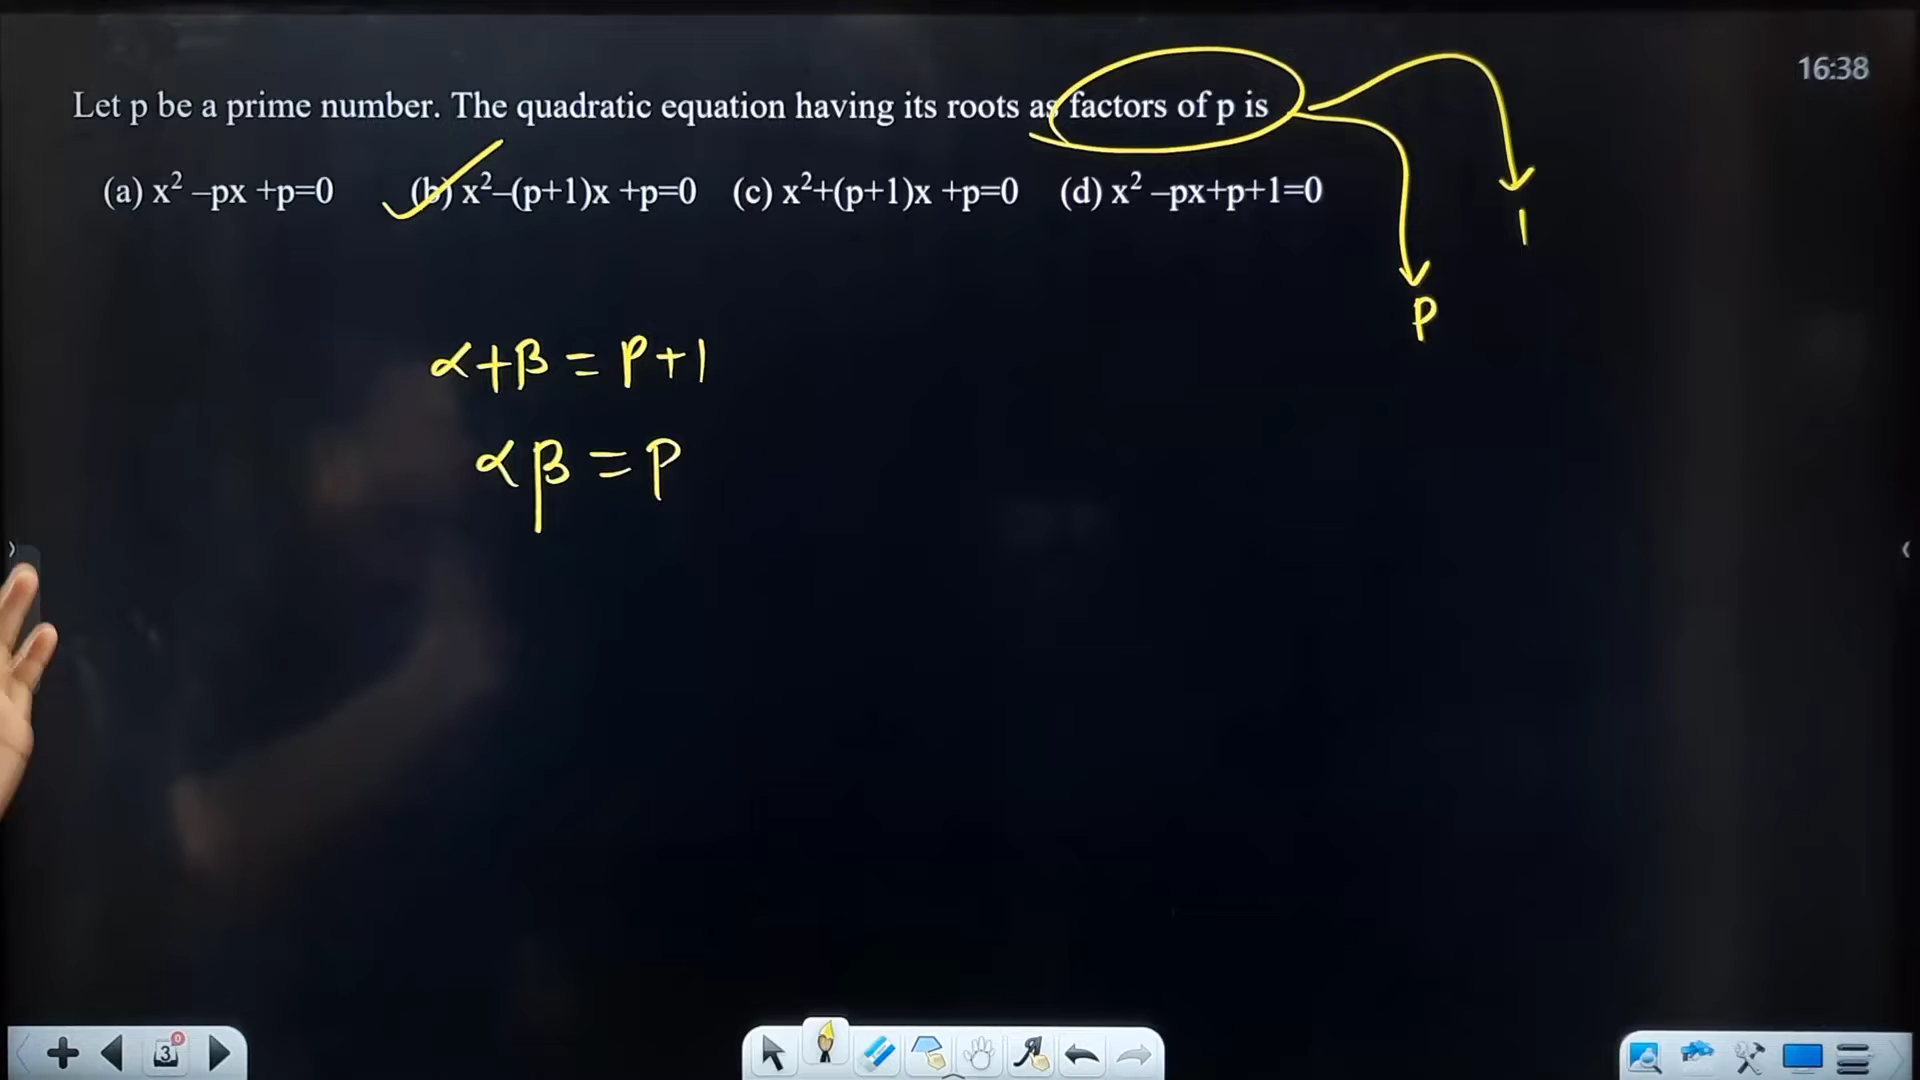 16:38
Let p be a prime number. The quadratic equation having its roots as factors of p is
(a) x² –px +p=0 (b) x²–(p+1)x +p=0 (c) x²+(p+1)x +p=0 (d) x² –px+p+1=0
1
P
α+β = P+1
αβ = P
3
0